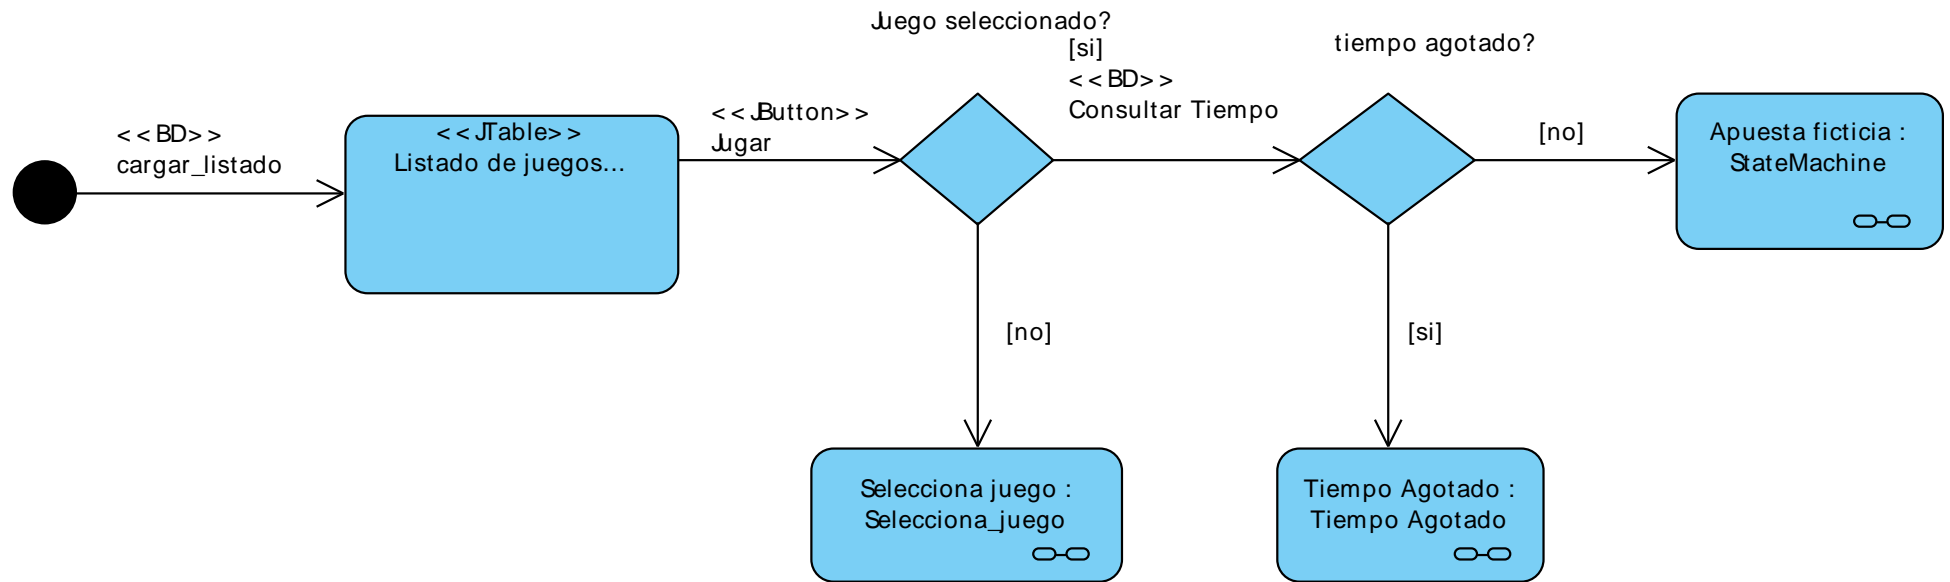 <<BD>>
cargar_listado
<<JTable>>
Listado de juegos...
<<JButton>>
Jugar
Juego seleccionado?
[si]
<<BD>>
Consultar Tiempo
tiempo agotado?
[no]
Apuesta ficticia :
StateMachine
[no]
[si]
Selecciona juego :
Selecciona_juego
Tiempo Agotado :
Tiempo Agotado